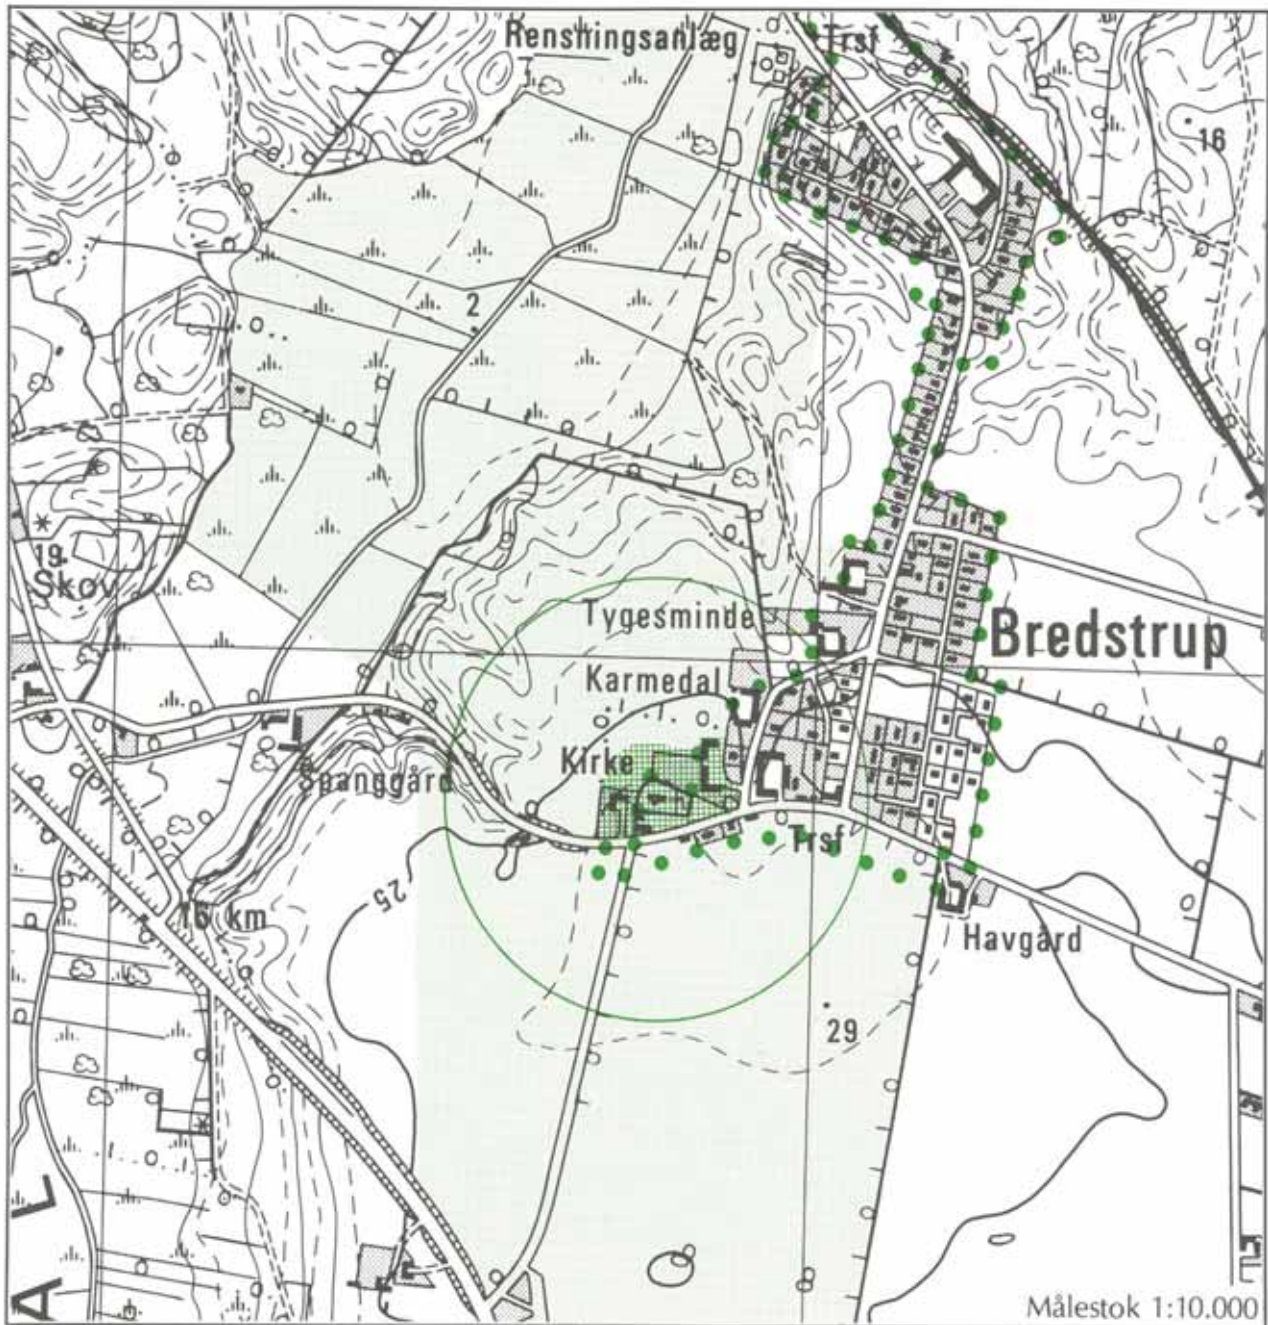 Rensningsanlæg
Trsf
16
2
19
Skov
Tygesminde
Bredstrup
Karmedal
Kirke
Spanggård
Trsf
25
16 km
Havgård
29
A L
Målestok 1:10.000